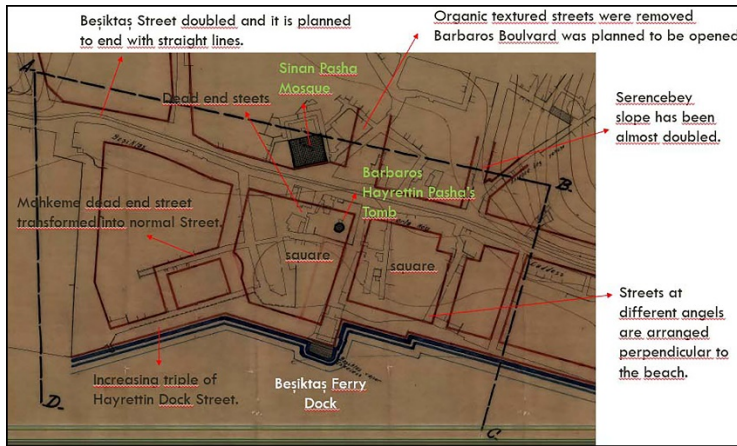 Beşiktaş Street doubled and it is planned
to end with straight lines.
Organic textured streets were removed
Barbaros Boulvard was planned to be opened
Sinan Pasha
Mosque
Dead end steets
Serencebey
slope has been
almost doubled.
A.
B.
Barbaros
Hayrettin Pasha's
Tomb
Mahkeme dead end street
transformed into normal Street.
square
square
Streets at
different angels
are arranged
perpendicular to
the beach.
Increasing triple of
Hayrettin Dock Street.
Beşiktaş Ferry
Dock
D.
C.